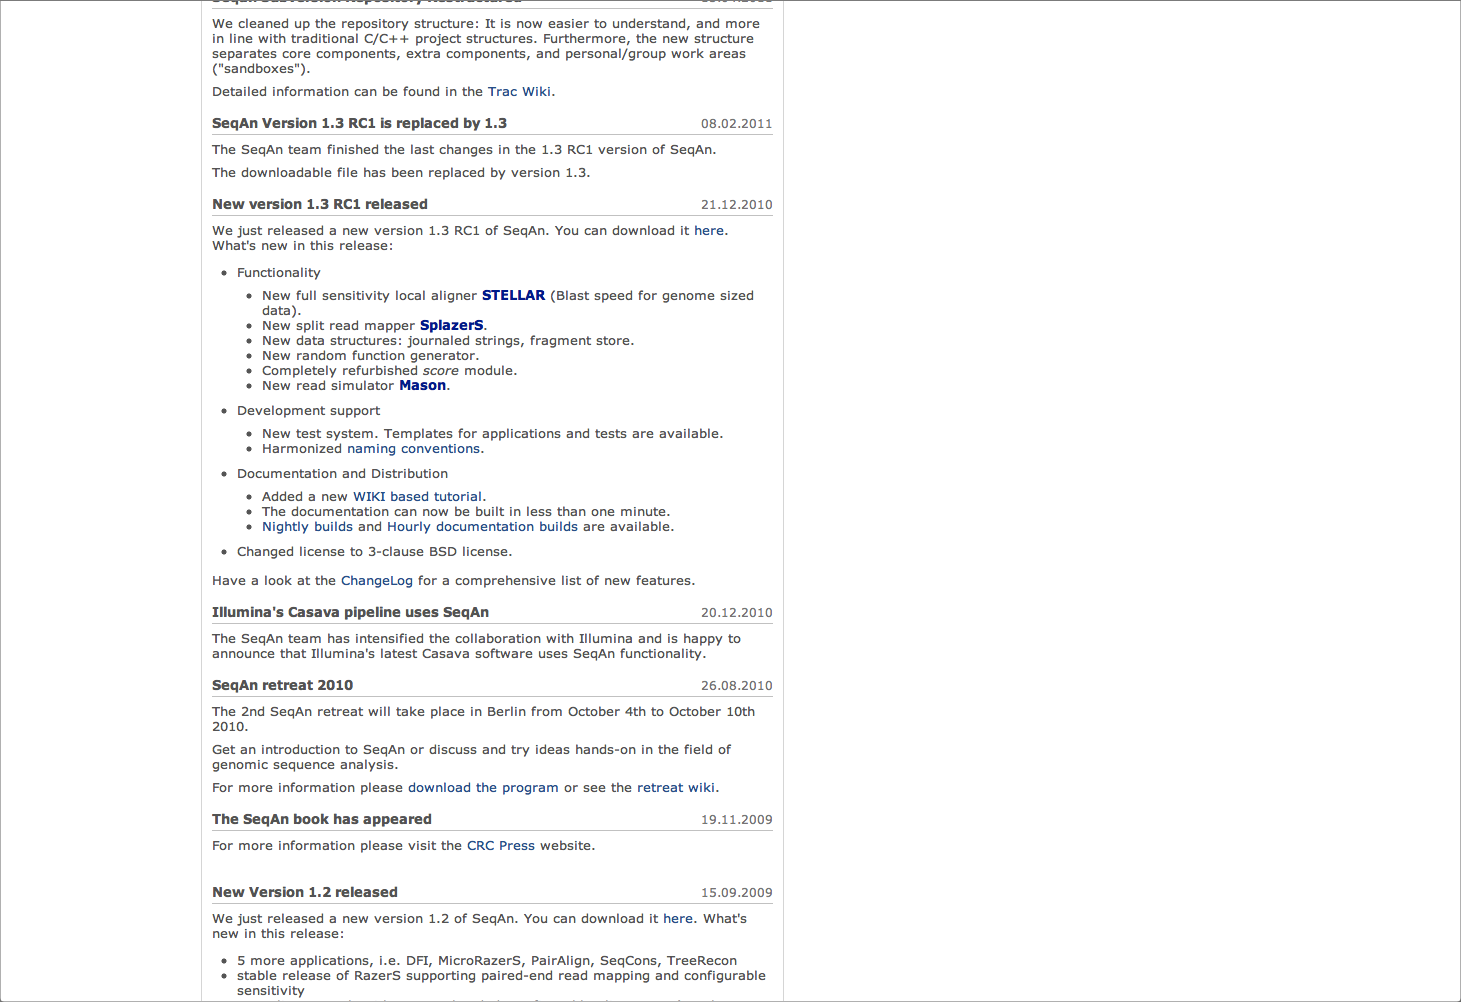 SeqAn Subversion Repository Restructured
We cleaned up the repository structure: It is now easier to understand, and more
in line with traditional C/C++ project structures. Furthermore, the new structure
separates core components, extra components, and personal/group work areas
("sandboxes").
Detailed information can be found in the Trac Wiki.
SeqAn Version 1.3 RC1 is replaced by 1.3 08.02.2011
The SeqAn team finished the last changes in the 1.3 RC1 version of SeqAn.
The downloadable file has been replaced by version 1.3.
New version 1.3 RC1 released 21.12.2010
We just released a new version 1.3 RC1 of SeqAn. You can download it here.
What's new in this release:
• Functionality
• New full sensitivity local aligner STELLAR (Blast speed for genome sized
data).
• New split read mapper SplazerS.
• New data structures: journaled strings, fragment store.
• New random function generator.
• Completely refurbished score module.
• New read simulator Mason.
• Development support
• New test system. Templates for applications and tests are available.
• Harmonized naming conventions.
• Documentation and Distribution
• Added a new WIKI based tutorial.
• The documentation can now be built in less than one minute.
• Nightly builds and Hourly documentation builds are available.
• Changed license to 3-clause BSD license.
Have a look at the ChangeLog for a comprehensive list of new features.
Illumina's Casava pipeline uses SeqAn 20.12.2010
The SeqAn team has intensified the collaboration with Illumina and is happy to
announce that Illumina's latest Casava software uses SeqAn functionality.
SeqAn retreat 2010 26.08.2010
The 2nd SeqAn retreat will take place in Berlin from October 4th to October 10th
2010.
Get an introduction to SeqAn or discuss and try ideas hands-on in the field of
genomic sequence analysis.
For more information please download the program or see the retreat wiki.
The SeqAn book has appeared 19.11.2009
For more information please visit the CRC Press website.
New Version 1.2 released 15.09.2009
We just released a new version 1.2 of SeqAn. You can download it here. What's
new in this release:
• 5 more applications, i.e. DFI, MicroRazerS, PairAlign, SeqCons, TreeRecon
• stable release of RazerS supporting paired-end read mapping and configurable
sensitivity